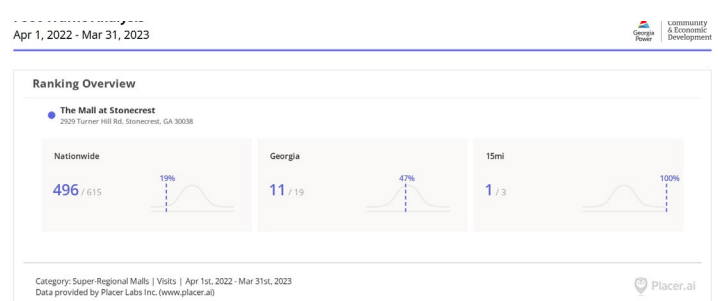 Apr 1, 2022 - Mar 31, 2023
Georgia
Power
Community
& Economic
Development
Ranking Overview
The Mall at Stonecrest
2929 Turner Hill Rd, Stonecrest, GA 30038
Nationwide
19%
496 / 615
Georgia
47%
11 / 19
15mi
100%
1 / 3
Category: Super-Regional Malls | Visits | Apr 1st, 2022 - Mar 31st, 2023
Data provided by Placer Labs Inc. (www.placer.ai)
Placer.ai